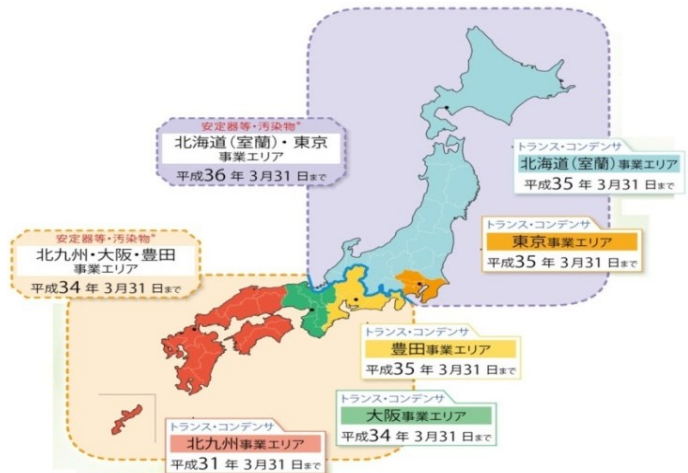 安定器等・汚染物*
北海道(室蘭)・東京
事業エリア
平成36年 3月31日まで
トランス・コンデンサ
北海道(室蘭)事業エリア
平成35年 3月31日まで
トランス・コンデンサ
東京事業エリア
平成35年 3月31日まで
安定器等・汚染物*
北九州・大阪・豊田
事業エリア
平成34年 3月31日まで
トランス・コンデンサ
豊田事業エリア
平成35年 3月31日まで
トランス・コンデンサ
大阪事業エリア
平成34年 3月31日まで
トランス・コンデンサ
北九州事業エリア
平成31年 3月31日まで